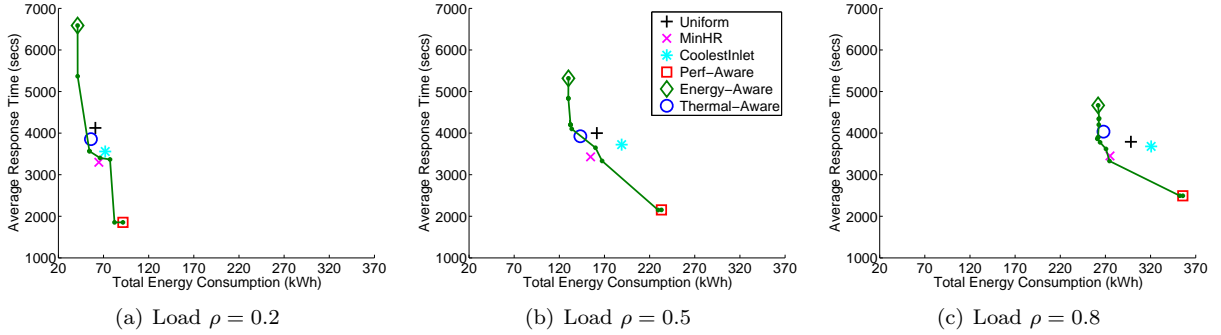 7000
6000
5000
4000
3000
2000
1000
20 70 120 170 220 270 320 370
Average Response Time (secs)
Total Energy Consumption (kWh)
(a) Load ρ = 0.2
7000
6000
5000
4000
3000
2000
1000
20 70 120 170 220 270 320 370
Average Response Time (secs)
Total Energy Consumption (kWh)
Uniform
MinHR
CoolestInlet
Perf−Aware
Energy−Aware
Thermal−Aware
(b) Load ρ = 0.5
7000
6000
5000
4000
3000
2000
1000
20 70 120 170 220 270 320 370
Average Response Time (secs)
Total Energy Consumption (kWh)
(c) Load ρ = 0.8